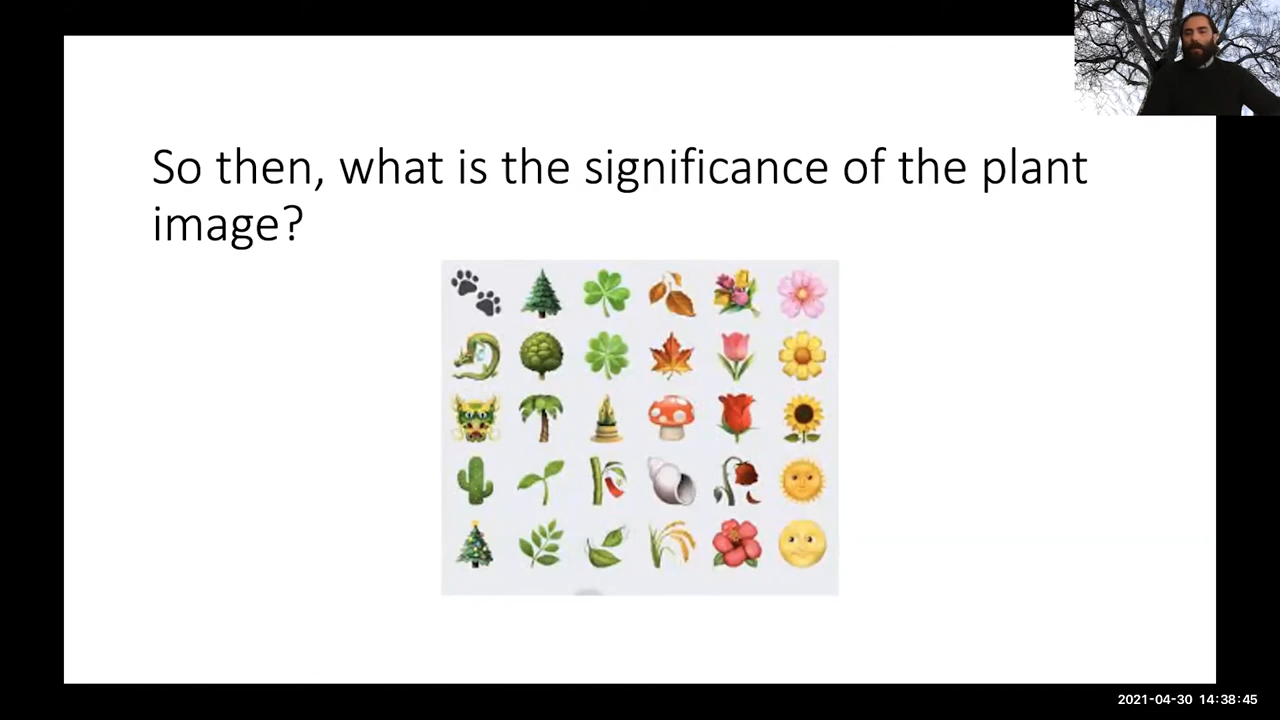 So then, what is the significance of the plant
image?
2021-04-30 14:38:45